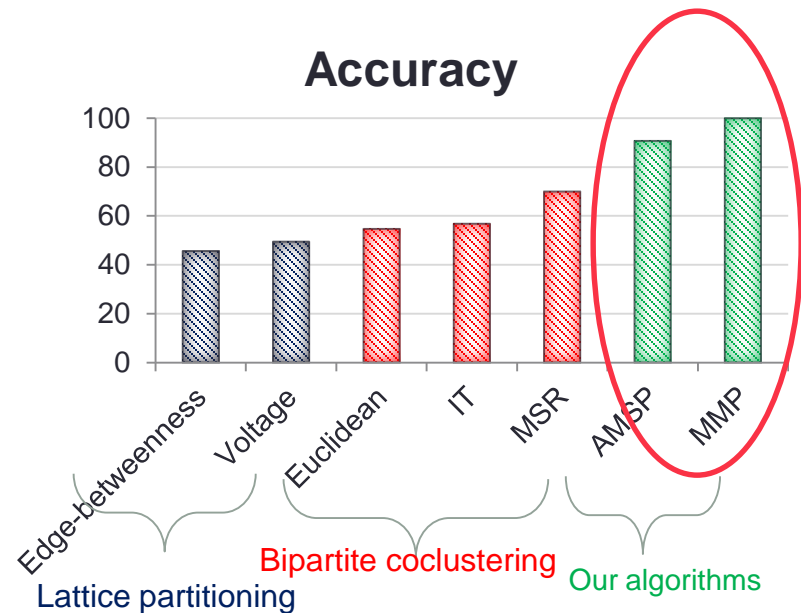 Accuracy
100
80
60
40
20
0
Edge-betweenness
Voltage
Euclidean
IT
MSR
AMSP
MMP
Lattice partitioning
Bipartite coclustering
Our algorithms